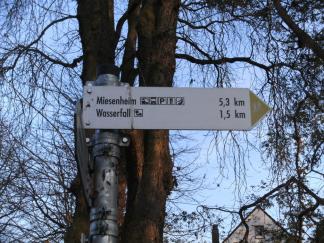 Miesenheim P 5,3 km
Wasserfall 1,5 km